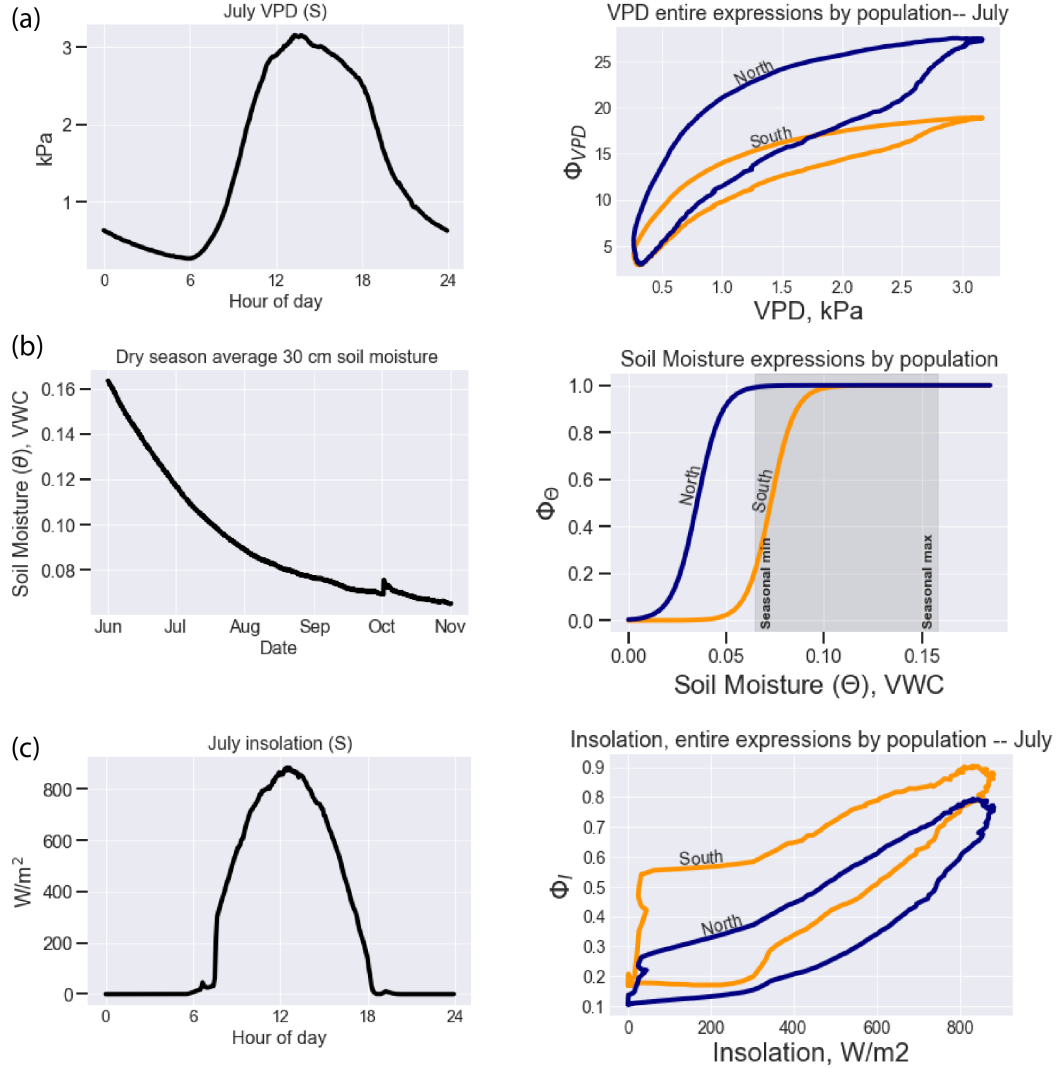 (a)
July VPD (S)
3
2
1
kPa
0 6 12 18 24
Hour of day
VPD entire expressions by population-- July
25
20
15
10
5
Φ_VPD
North
South
0.5 1.0 1.5 2.0 2.5 3.0
VPD, kPa
(b)
Dry season average 30 cm soil moisture
0.16
0.14
0.12
0.10
0.08
Soil Moisture (θ), VWC
Jun Jul Aug Sep Oct Nov
Date
Soil Moisture expressions by population
1.0
0.8
0.6
0.4
0.2
0.0
Φ_Θ
North
South
Seasonal min
Seasonal max
0.00 0.05 0.10 0.15
Soil Moisture (Θ), VWC
(c)
July insolation (S)
800
600
400
200
0
W/m²
0 6 12 18 24
Hour of day
Insolation, entire expressions by population -- July
0.9
0.8
0.7
0.6
0.5
0.4
0.3
0.2
0.1
Φ_I
South
North
0 200 400 600 800
Insolation, W/m2